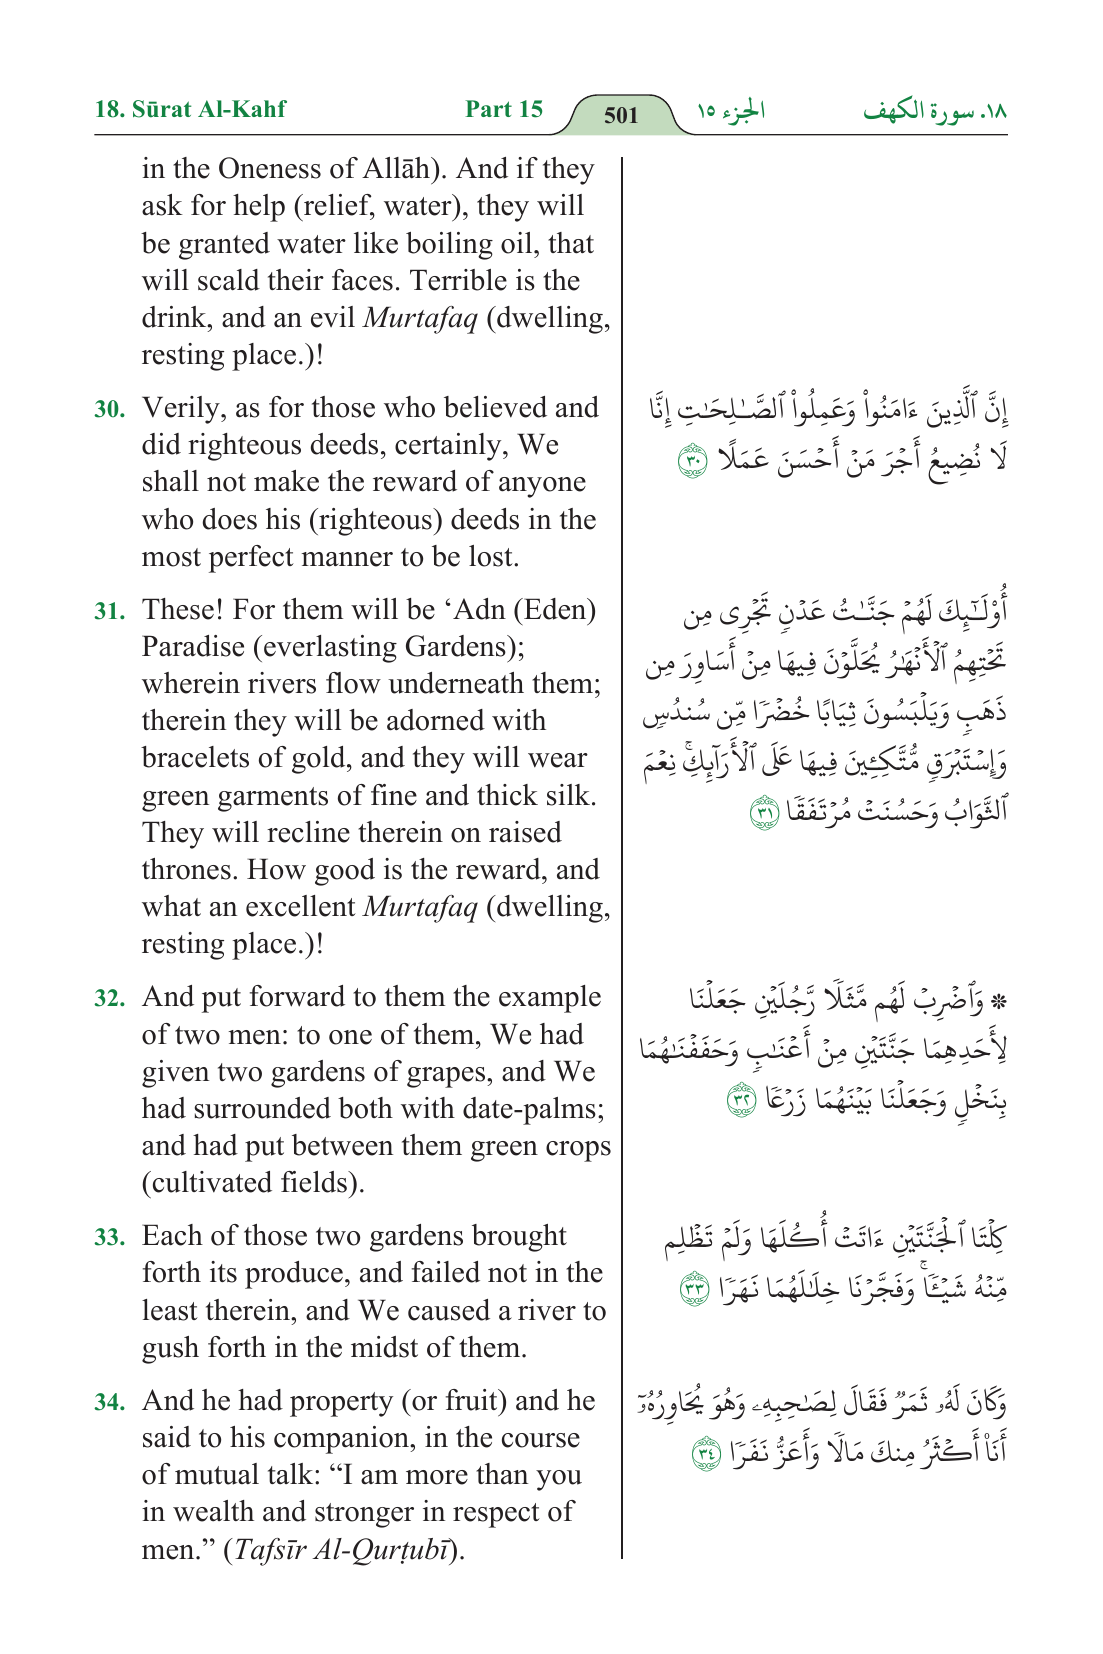 18. Sūrat Al-Kahf
Part 15
501
الجزء ١٥
١٨. سورة الكهف
in the Oneness of Allāh). And if they
ask for help (relief, water), they will
be granted water like boiling oil, that
will scald their faces. Terrible is the
drink, and an evil Murtafaq (dwelling,
resting place.)!
30. Verily, as for those who believed and
did righteous deeds, certainly, We
shall not make the reward of anyone
who does his (righteous) deeds in the
most perfect manner to be lost.
31. These! For them will be ‘Adn (Eden)
Paradise (everlasting Gardens);
wherein rivers flow underneath them;
therein they will be adorned with
bracelets of gold, and they will wear
green garments of fine and thick silk.
They will recline therein on raised
thrones. How good is the reward, and
what an excellent Murtafaq (dwelling,
resting place.)!
32. And put forward to them the example
of two men: to one of them, We had
given two gardens of grapes, and We
had surrounded both with date-palms;
and had put between them green crops
(cultivated fields).
33. Each of those two gardens brought
forth its produce, and failed not in the
least therein, and We caused a river to
gush forth in the midst of them.
34. And he had property (or fruit) and he
said to his companion, in the course
of mutual talk: “I am more than you
in wealth and stronger in respect of
men.” (Tafsīr Al-Qurṭubī).
إِنَّ ٱلَّذِينَ ءَامَنُواْ وَعَمِلُواْ ٱلصَّـٰلِحَـٰتِ إِنَّا
لَا نُضِيعُ أَجۡرَ مَنۡ أَحۡسَنَ عَمَلًا ٣٠
أُوْلَـٰٓئِكَ لَهُمۡ جَنَّـٰتُ عَدۡنٖ تَجۡرِى مِن
تَحۡتِهِمُ ٱلۡأَنۡهَـٰرُ يُحَلَّوۡنَ فِيهَا مِنۡ أَسَاوِرَ مِن
ذَهَبٖ وَيَلۡبَسُونَ ثِيَابًا خُضۡرٗا مِّن سُندُسٖ
وَإِسۡتَبۡرَقٖ مُّتَّكِـِٔينَ فِيهَا عَلَى ٱلۡأَرَآئِكِۚ نِعۡمَ
ٱلثَّوَابُ وَحَسُنَتۡ مُرۡتَفَقٗا ٣١
۞ وَٱضۡرِبۡ لَهُم مَّثَلٗا رَّجُلَيۡنِ جَعَلۡنَا
لِأَحَدِهِمَا جَنَّتَيۡنِ مِنۡ أَعۡنَـٰبٖ وَحَفَفۡنَـٰهُمَا
بِنَخۡلٖ وَجَعَلۡنَا بَيۡنَهُمَا زَرۡعٗا ٣٢
كِلۡتَا ٱلۡجَنَّتَيۡنِ ءَاتَتۡ أُكُلَهَا وَلَمۡ تَظۡلِم
مِّنۡهُ شَيۡـٔٗاۚ وَفَجَّرۡنَا خِلَـٰلَهُمَا نَهَرٗا ٣٣
وَكَانَ لَهُۥ ثَمَرٞ فَقَالَ لِصَـٰحِبِهِۦ وَهُوَ يُحَاوِرُهُۥٓ
أَنَا۠ أَكۡثَرُ مِنكَ مَالٗا وَأَعَزُّ نَفَرٗا ٣٤